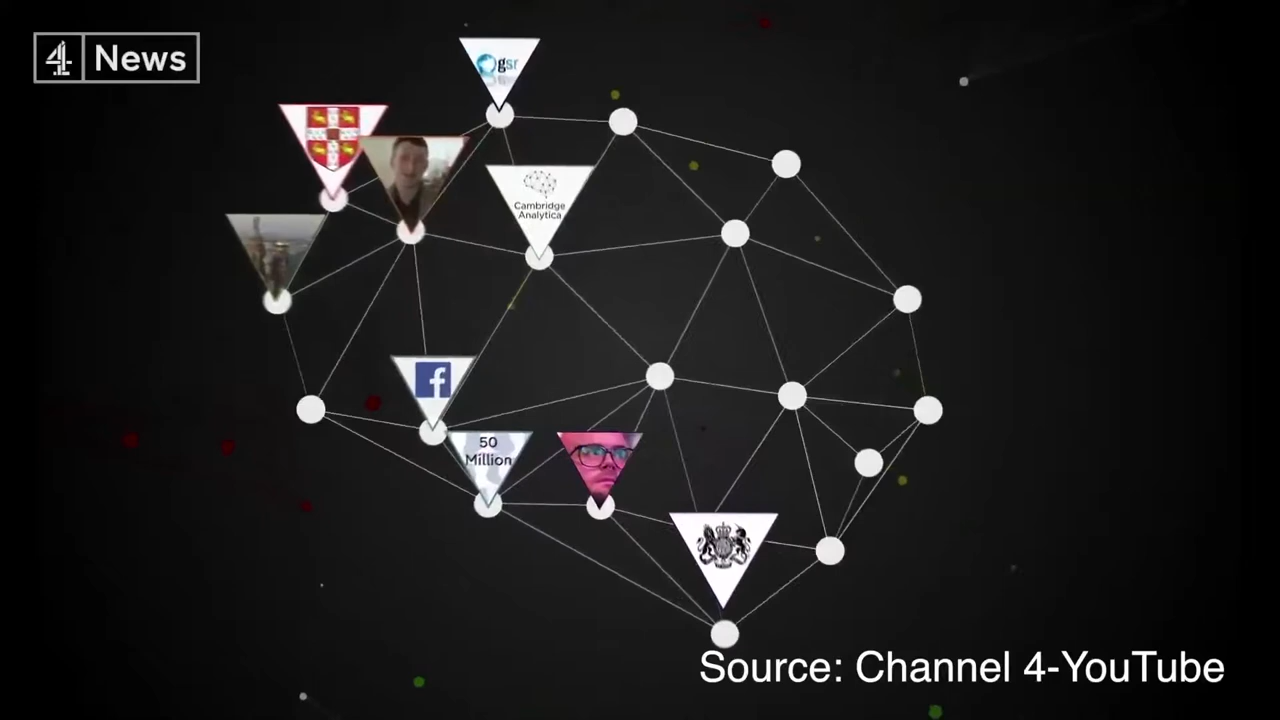 4 News
gsr
Cambridge
Analytica
f
50
Million
Source: Channel 4-YouTube